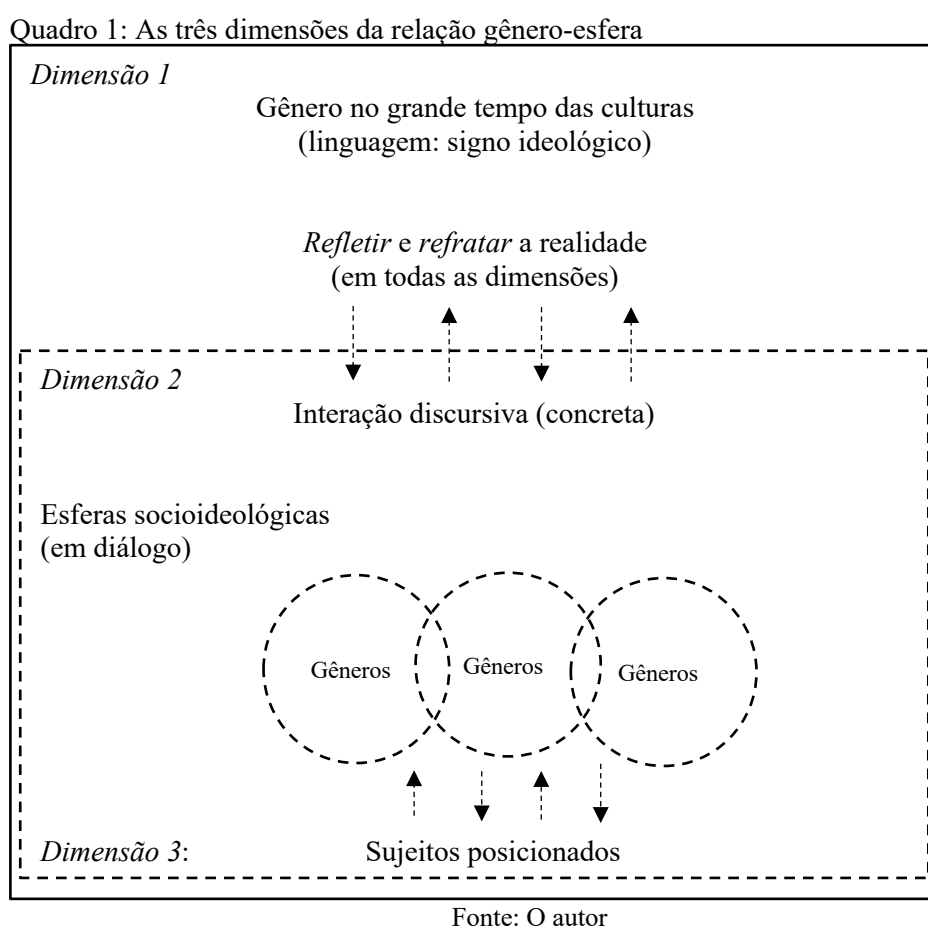 Quadro 1: As três dimensões da relação gênero-esfera
Dimensão 1
Gênero no grande tempo das culturas
(linguagem: signo ideológico)
Refletir e refratar a realidade
(em todas as dimensões)
Dimensão 2
Interação discursiva (concreta)
Esferas socioideológicas
(em diálogo)
Gêneros
Gêneros
Gêneros
Dimensão 3: Sujeitos posicionados
Fonte: O autor